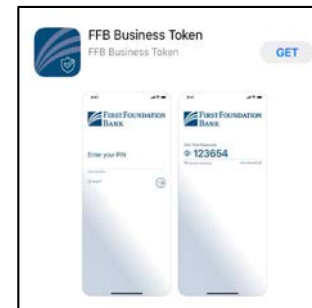 FFB Business Token
FFB Business Token
GET
FIRST FOUNDATION
BANK
Enter your PIN
FIRST FOUNDATION
BANK
123654